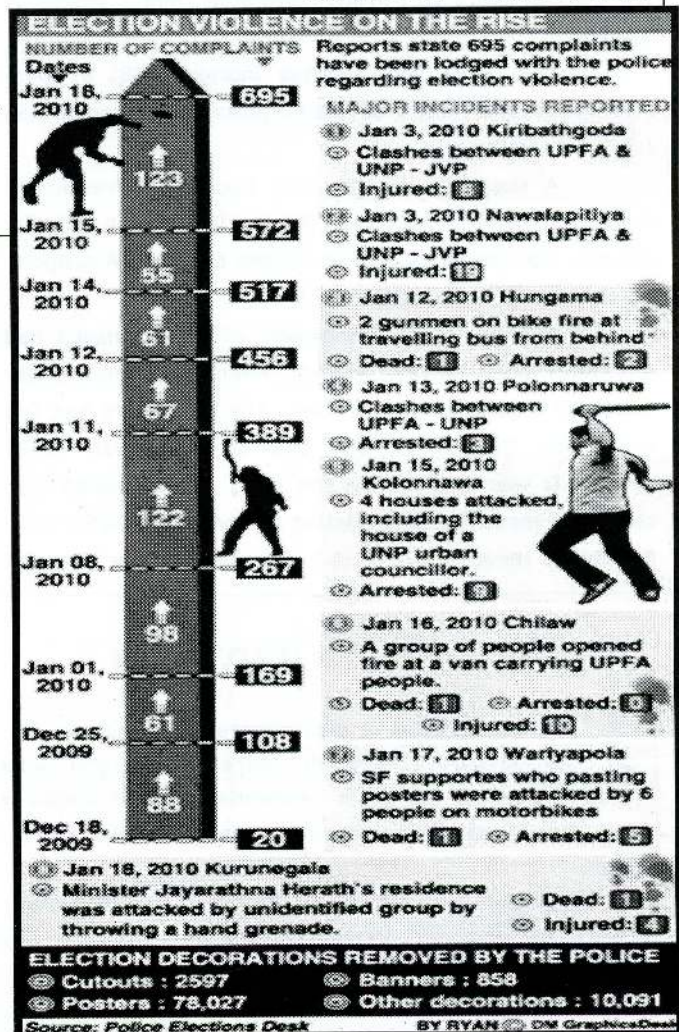 ELECTION VIOLENCE ON THE RISE
NUMBER OF COMPLAINTS
Dates
Jan 18,
2010
695
123
Jan 15,
2010
572
55
Jan 14,
2010
517
61
Jan 12,
2010
456
67
Jan 11,
2010
389
122
Jan 08,
2010
267
98
Jan 01,
2010
169
61
Dec 25,
2009
108
88
Dec 18,
2009
20
Reports state 695 complaints
have been lodged with the police
regarding election violence.
MAJOR INCIDENTS REPORTED
Jan 3, 2010 Kiribathgoda
Clashes between UPFA &
UNP - JVP
Injured:
Jan 3, 2010 Nawalapitiya
Clashes between UPFA &
UNP - JVP
Injured:
Jan 12, 2010 Hungama
2 gunmen on bike fire at
travelling bus from behind
Dead: 1 Arrested: 2
Jan 13, 2010 Polonnaruwa
Clashes between
UPFA - UNP
Arrested:
Jan 15, 2010
Kolonnawa
4 houses attacked,
including the
house of a
UNP urban
councillor.
Arrested:
Jan 16, 2010 Chilaw
A group of people opened
fire at a van carrying UPFA
people.
Dead: 1 Arrested:
Injured: 10
Jan 17, 2010 Wariyapola
SF supportes who pasting
posters were attacked by 6
people on motorbikes
Dead: 1 Arrested: 5
Jan 18, 2010 Kurunegala
Minister Jayarathna Herath's residence
was attacked by unidentified group by
throwing a hand grenade.
Dead: 1
Injured: 4
ELECTION DECORATIONS REMOVED BY THE POLICE
Cutouts : 2597 Banners : 858
Posters : 78,027 Other decorations : 10,091
Source: Police Elections Desk BY RYAN © DM GraphicsDesk